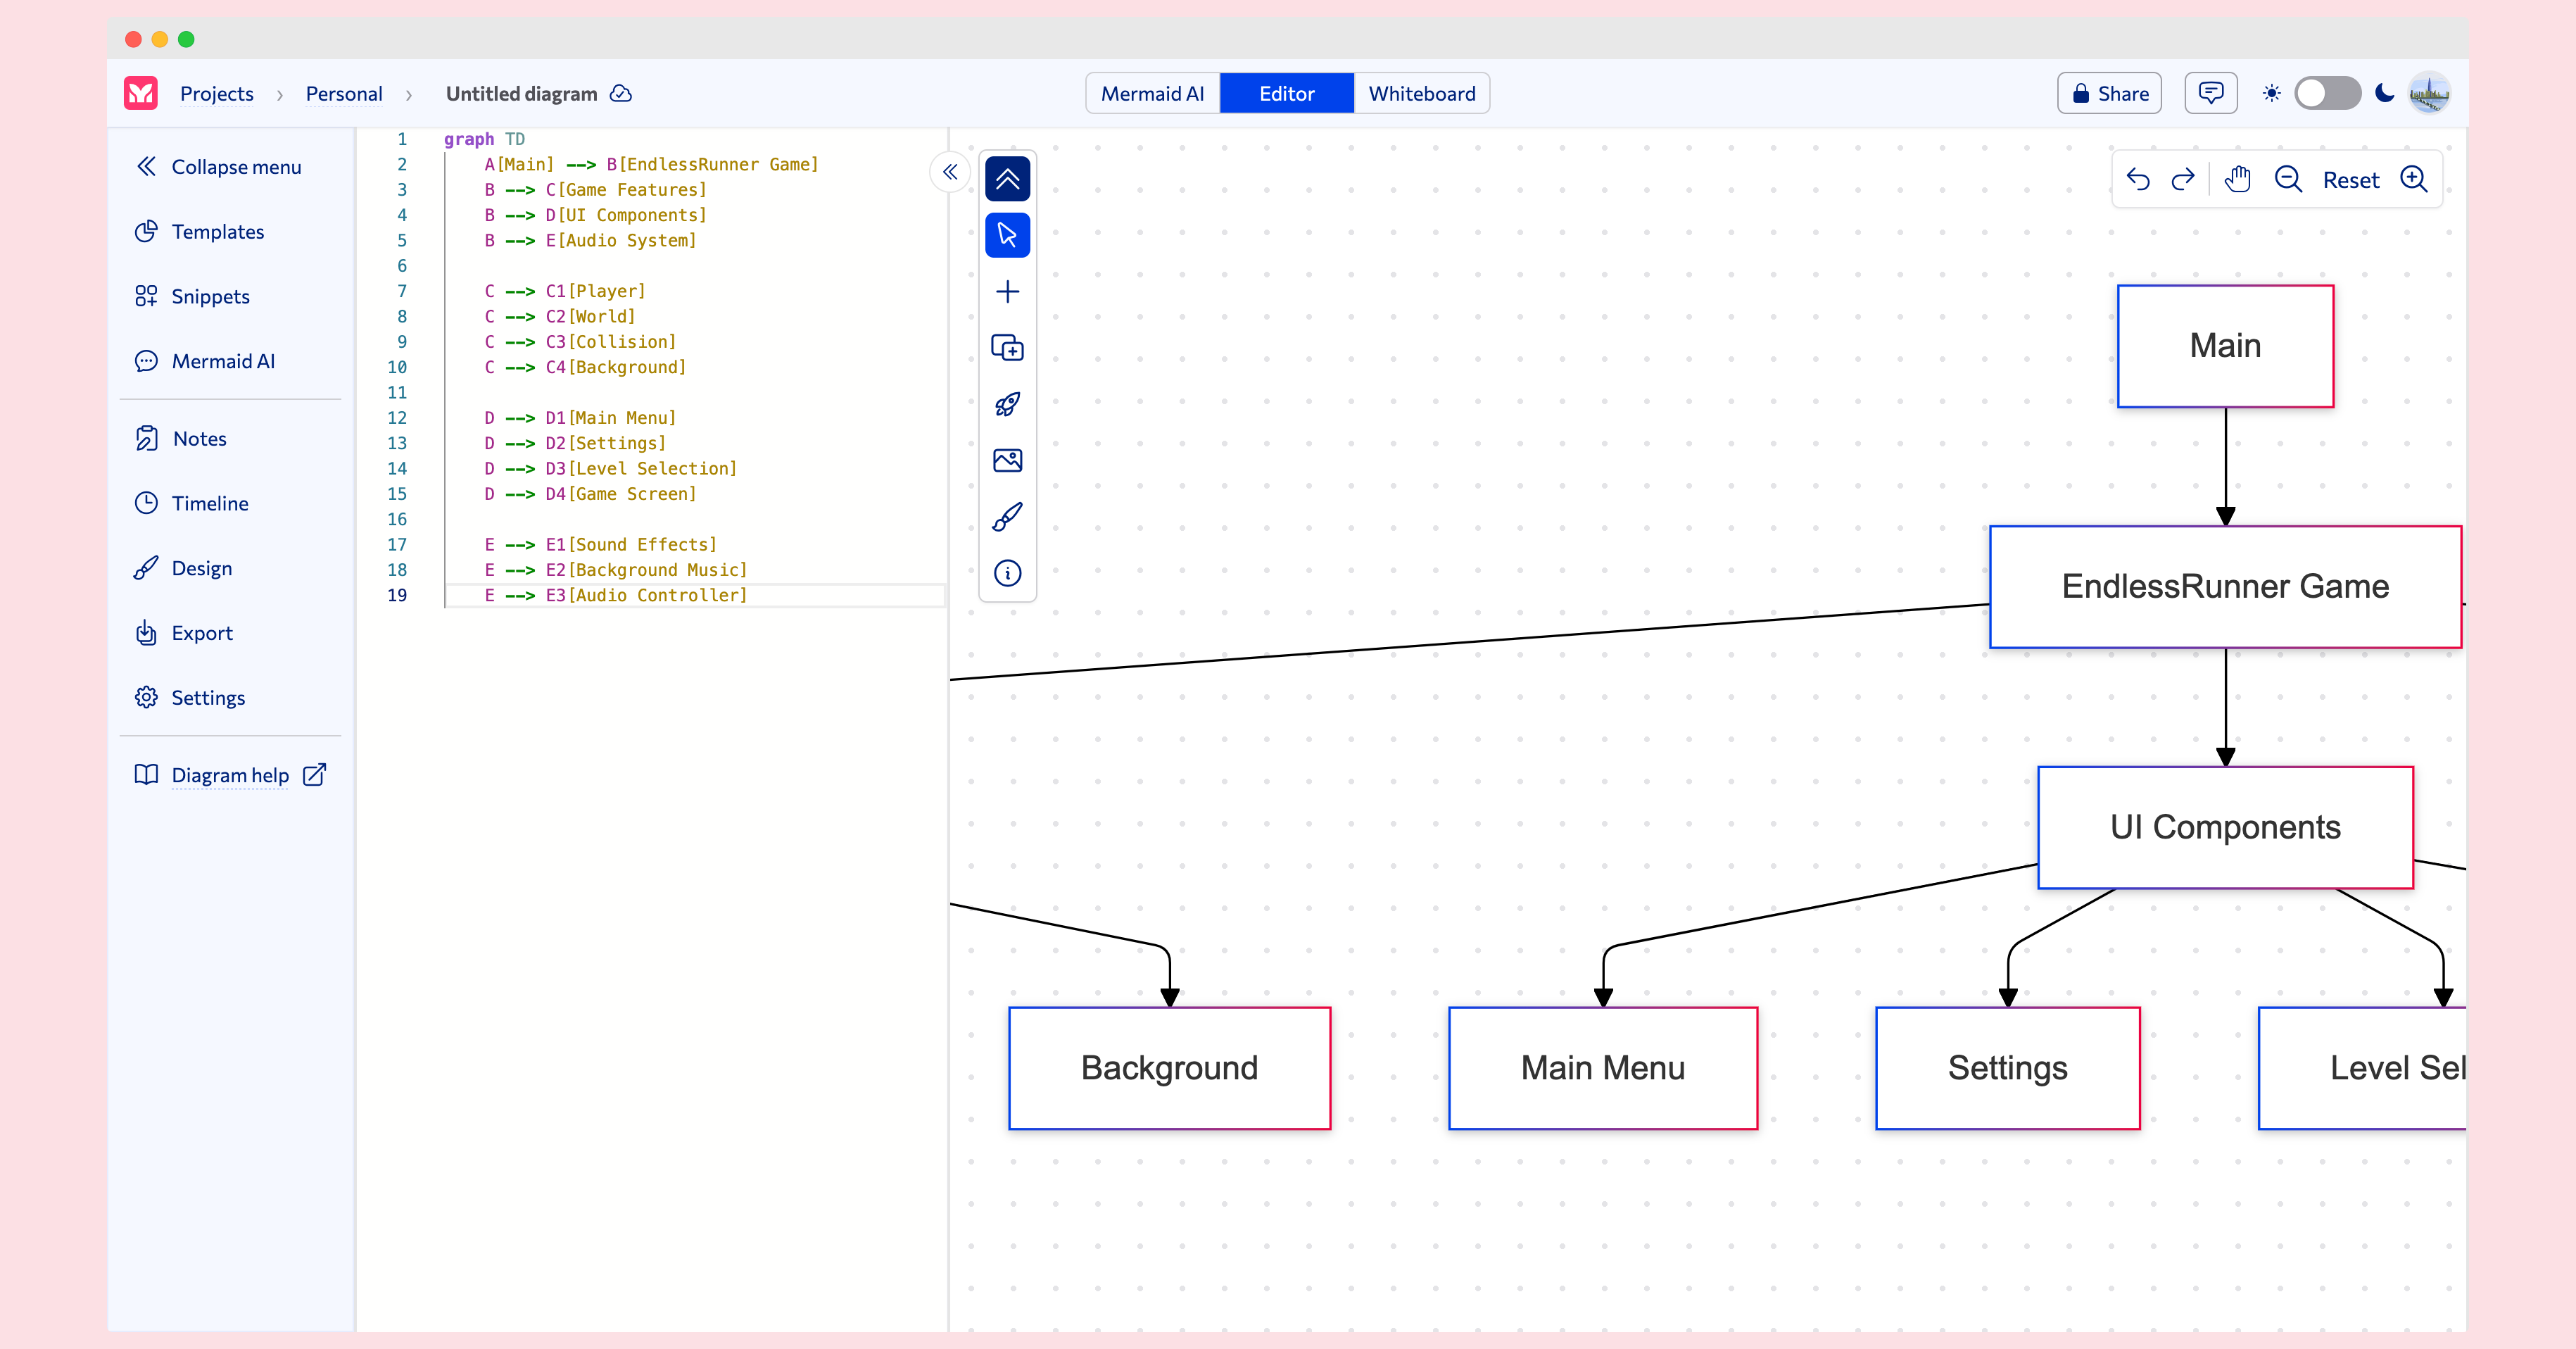 Projects › Personal › Untitled diagram
Mermaid AI
Editor
Whiteboard
Share
Collapse menu
Templates
Snippets
Mermaid AI
Notes
Timeline
Design
Export
Settings
Diagram help
1 graph TD
2 A[Main] --> B[EndlessRunner Game]
3 B --> C[Game Features]
4 B --> D[UI Components]
5 B --> E[Audio System]
6
7 C --> C1[Player]
8 C --> C2[World]
9 C --> C3[Collision]
10 C --> C4[Background]
11
12 D --> D1[Main Menu]
13 D --> D2[Settings]
14 D --> D3[Level Selection]
15 D --> D4[Game Screen]
16
17 E --> E1[Sound Effects]
18 E --> E2[Background Music]
19 E --> E3[Audio Controller]
Reset
Main
EndlessRunner Game
UI Components
Background
Main Menu
Settings
Level Sel